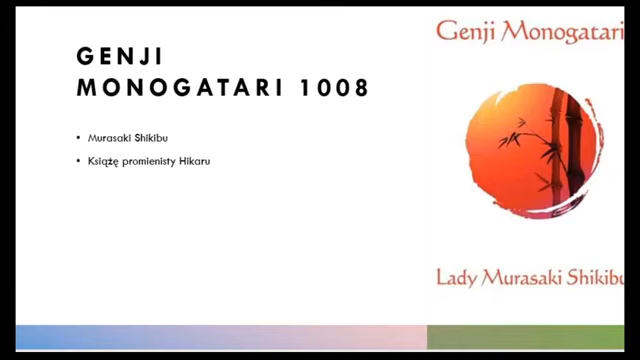 GENJI
MONOGATARI 1008
• Murasaki Shikibu
• Książę promienisty Hikaru
Genji Monogatari
Lady Murasaki Shikibu